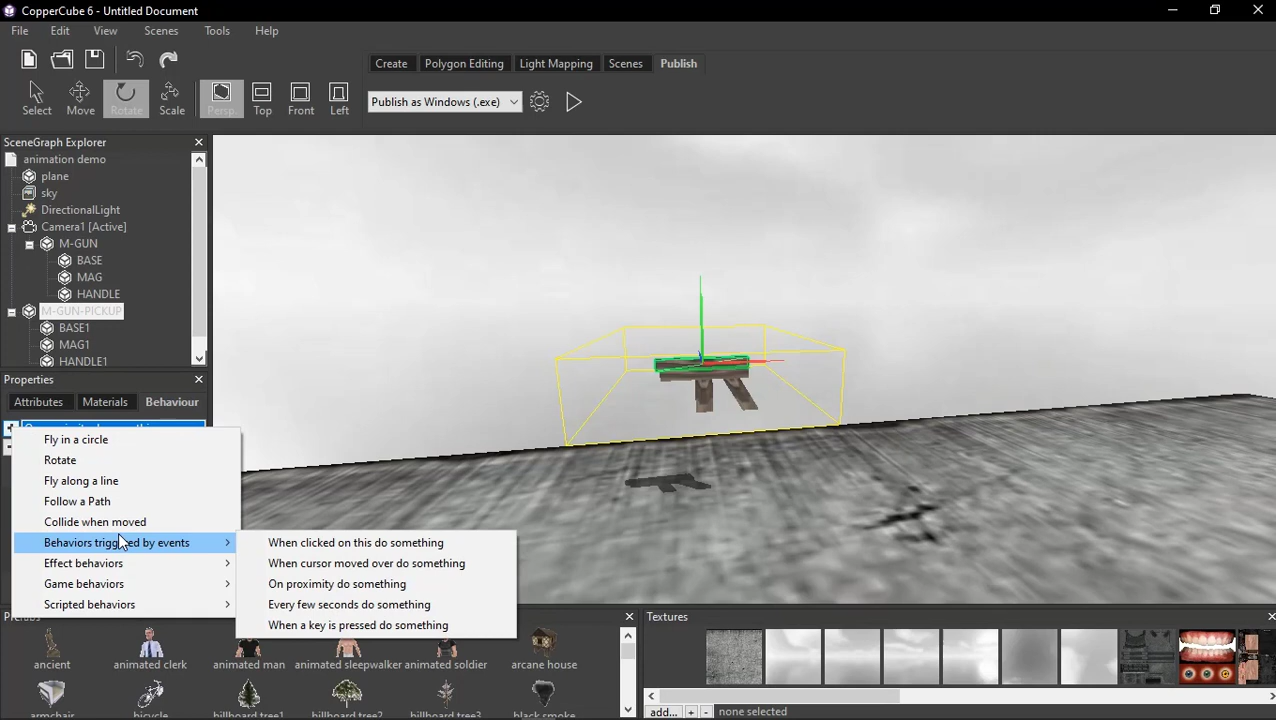 CopperCube 6 - Untitled Document
File Edit View Scenes Tools Help
Create Polygon Editing Light Mapping Scenes Publish
Select Move Rotate Scale Persp Top Front Left
Publish as Windows (.exe)
SceneGraph Explorer
animation demo
plane
sky
DirectionalLight
Camera1 [Active]
M-GUN
BASE
MAG
HANDLE
M-GUN-PICKUP
BASE1
MAG1
HANDLE1
Properties
Attributes Materials Behaviour
Fly in a circle
Rotate
Fly along a line
Follow a Path
Collide when moved
Behaviors triggered by events
Effect behaviors
Game behaviors
Scripted behaviors
When clicked on this do something
When cursor moved over do something
On proximity do something
Every few seconds do something
When a key is pressed do something
Prefabs
ancient animated clerk animated man animated sleepwalker animated soldier arcane house
armchair bicycle billboard tree1 billboard tree2 billboard tree3 black smoke
Textures
add... + - none selected